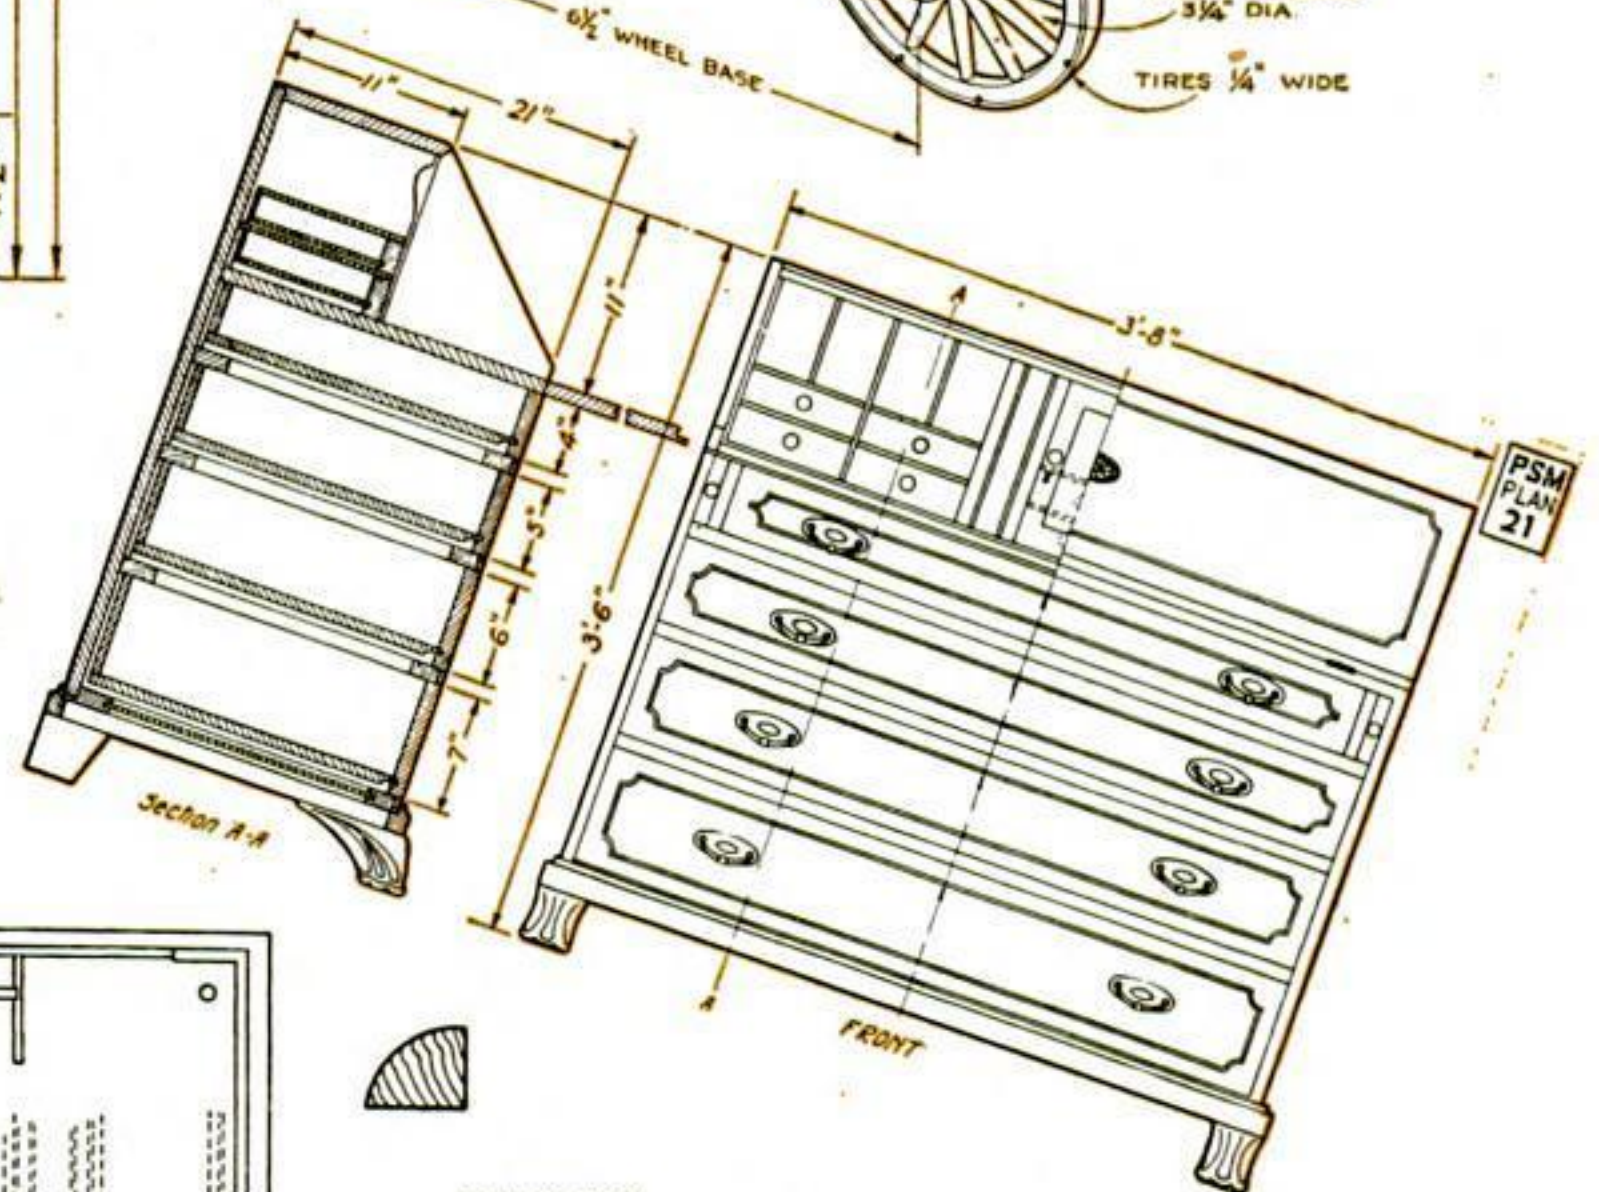 3¼" DIA.
6½" WHEEL BASE
TIRES ¼" WIDE
11"
21"
11"
A
3'-8"
4"
PSM
PLAN
21
5"
3'-6"
6"
7"
Section A-A
A
FRONT